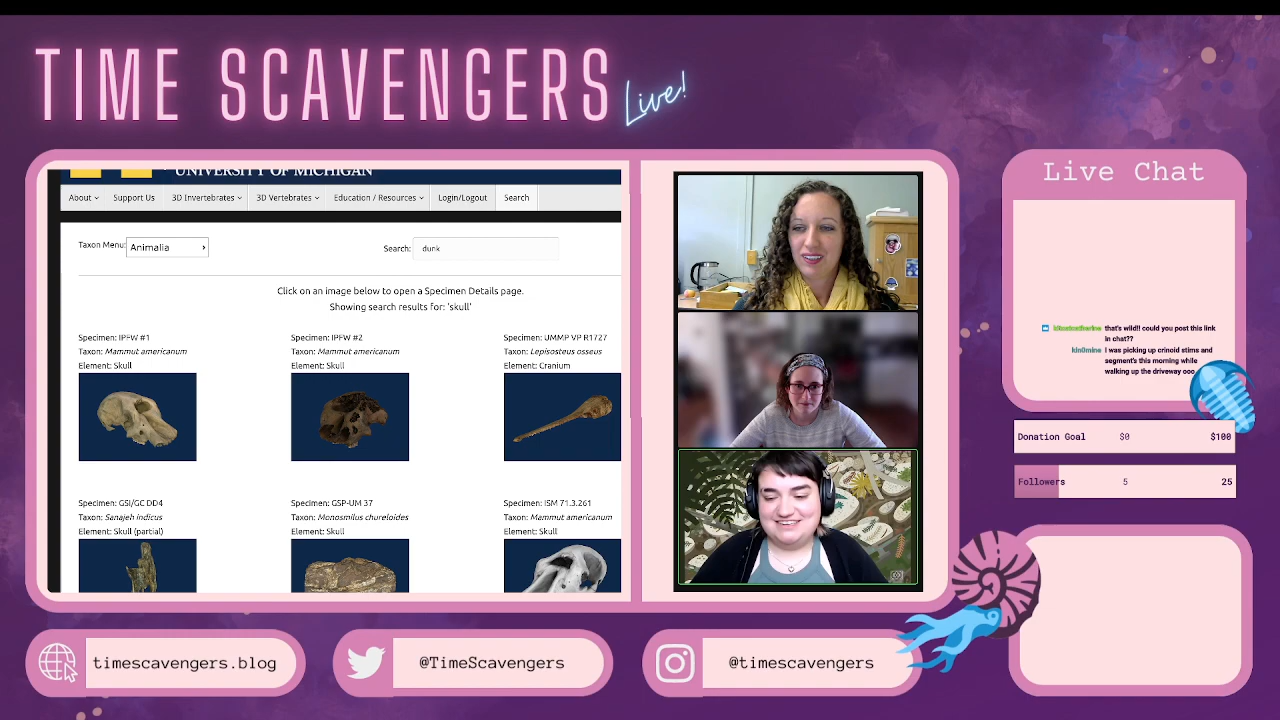 TIME SCAVENGERS
Live!
UNIVERSITY OF MICHIGAN
About
Support Us
3D Invertebrates
3D Vertebrates
Education / Resources
Login/Logout
Search
Taxon Menu:
Animalia
Search:
dunk
Click on an image below to open a Specimen Details page.
Showing search results for: 'skull'
Specimen: IPFW #1
Taxon: Mammut americanum
Element: Skull
Specimen: IPFW #2
Taxon: Mammut americanum
Element: Skull
Specimen: UMMP VP R1727
Taxon: Lepisosteus osseus
Element: Cranium
Specimen: GSI/GC DD4
Taxon: Sanajeh indicus
Element: Skull (partial)
Specimen: GSP-UM 37
Taxon: Monosmilus chureloides
Element: Skull
Specimen: ISM 71.3.261
Taxon: Mammut americanum
Element: Skull
Live Chat
that's wild!! could you post this link
in chat??
kin0mine I was picking up crinoid stims and
segment's this morning while
walking up the driveway ooo
Donation Goal $0 $100
Followers 5 25
timescavengers.blog
@TimeScavengers
@timescavengers